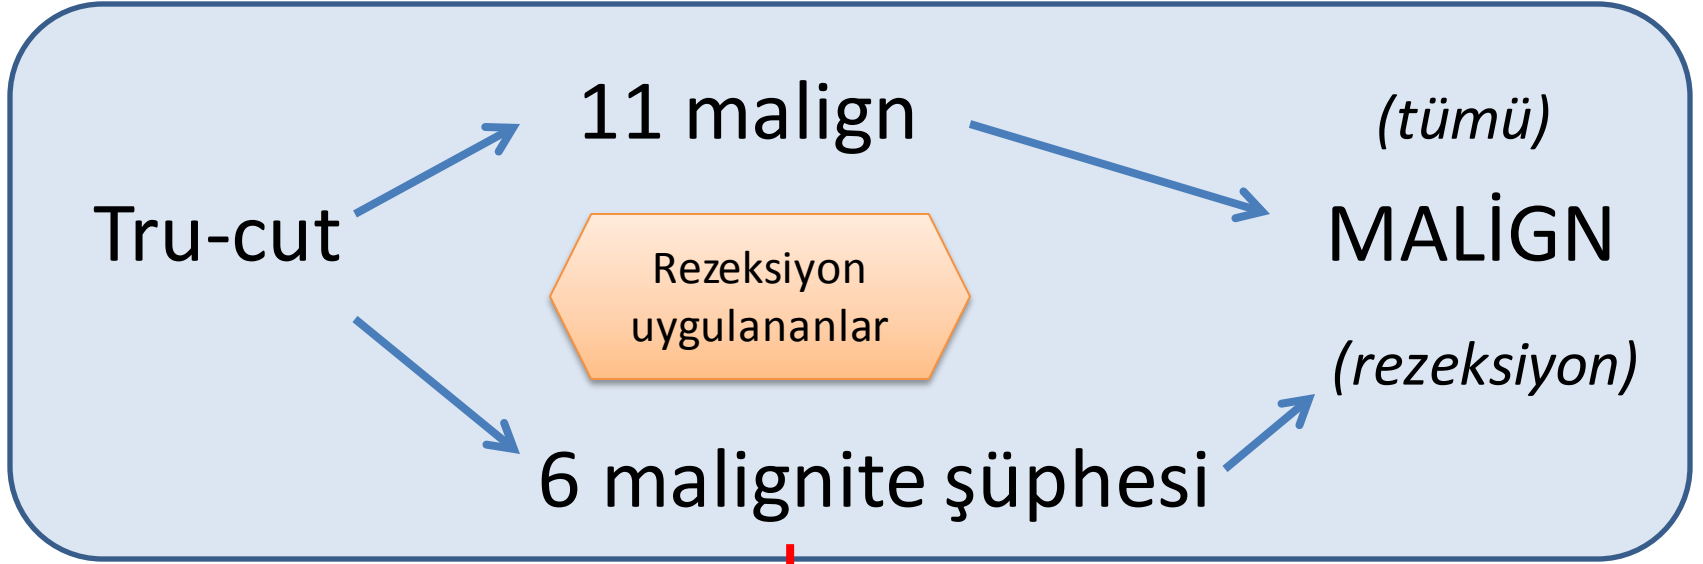 11 malign
(tümü)
Tru-cut
Rezeksiyon
uygulananlar
MALİGN
(rezeksiyon)
6 malignite şüphesi